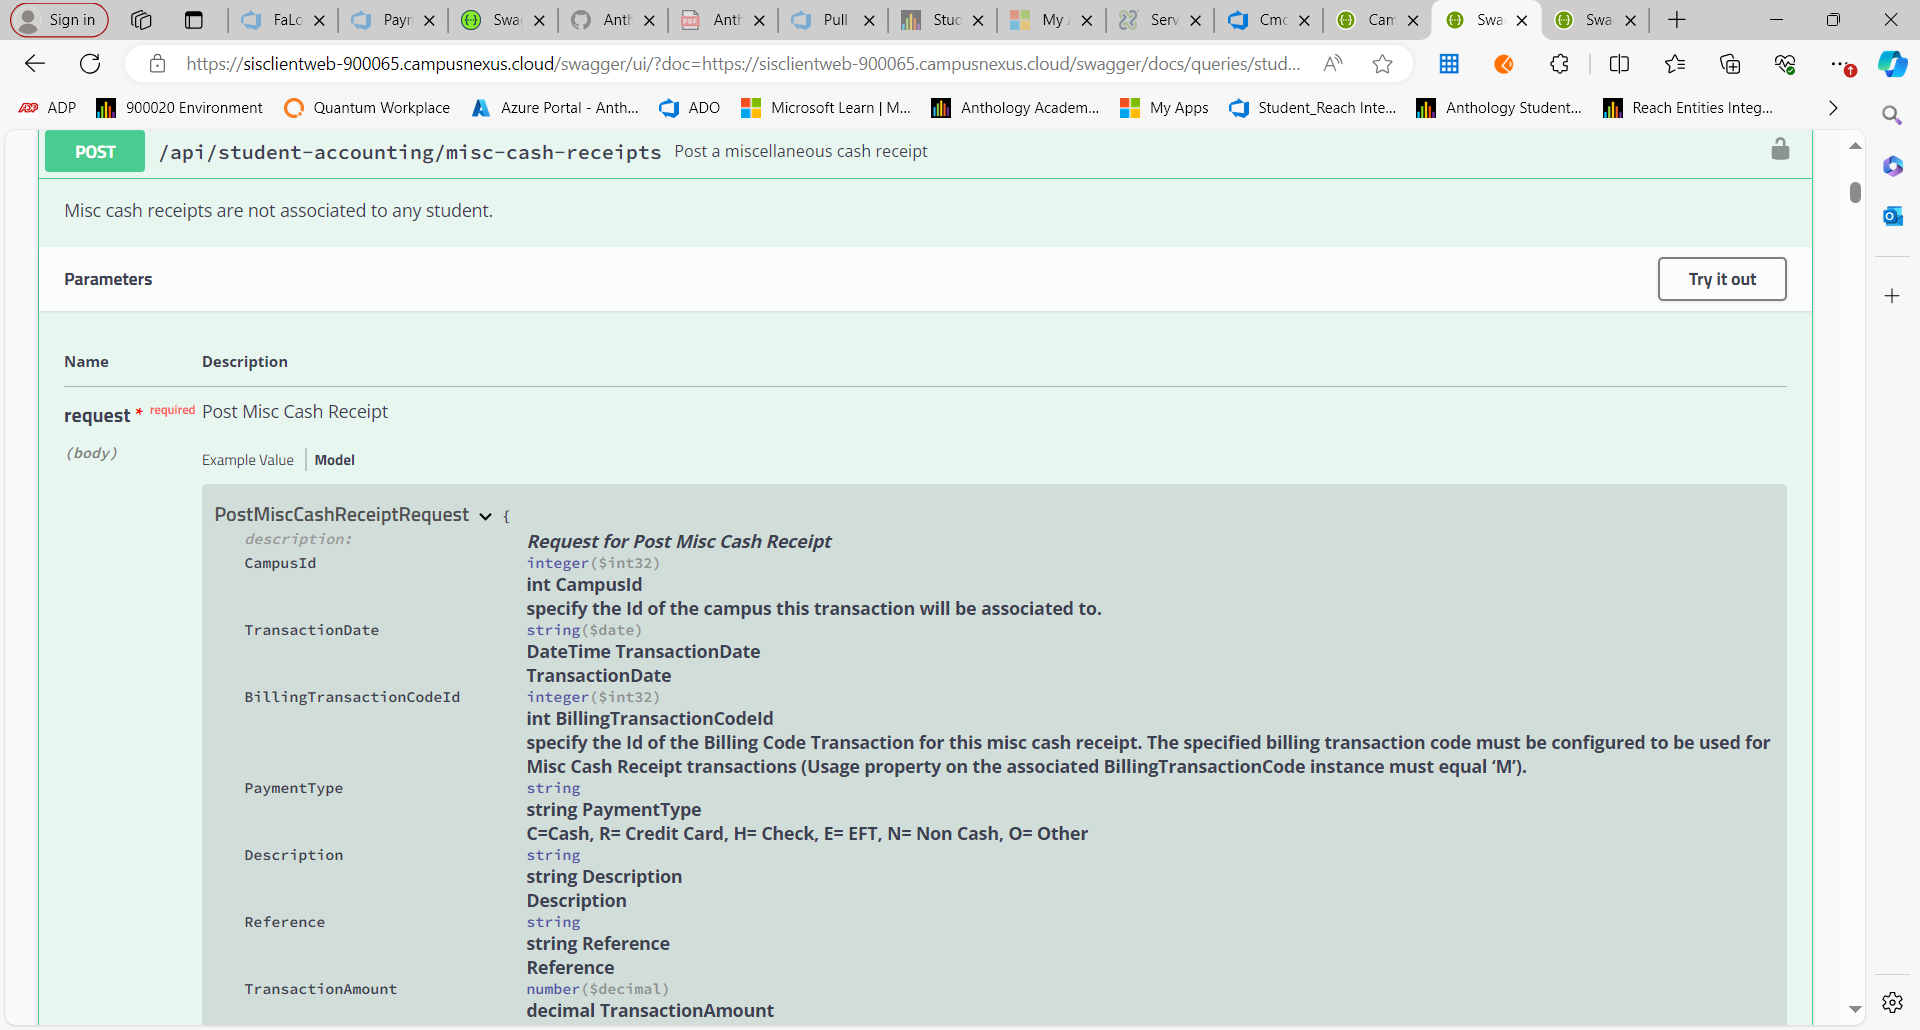 Sign in
FaLo
Payn
Swa
Anth
Anth
Pull
Stud
My A
Serv
Cmc
Cam
Swa
Swa
https://sisclientweb-900065.campusnexus.cloud/swagger/ui/?doc=https://sisclientweb-900065.campusnexus.cloud/swagger/docs/queries/stud...
ADP
900020 Environment
Quantum Workplace
Azure Portal - Anth...
ADO
Microsoft Learn | M...
Anthology Academ...
My Apps
Student_Reach Inte...
Anthology Student...
Reach Entities Integ...
POST /api/student-accounting/misc-cash-receipts Post a miscellaneous cash receipt
Misc cash receipts are not associated to any student.
Parameters
Try it out
Name Description
request * required Post Misc Cash Receipt
(body)
Example Value Model
PostMiscCashReceiptRequest {
description: Request for Post Misc Cash Receipt
CampusId integer($int32)
int CampusId
specify the Id of the campus this transaction will be associated to.
TransactionDate string($date)
DateTime TransactionDate
TransactionDate
BillingTransactionCodeId integer($int32)
int BillingTransactionCodeId
specify the Id of the Billing Code Transaction for this misc cash receipt. The specified billing transaction code must be configured to be used for
Misc Cash Receipt transactions (Usage property on the associated BillingTransactionCode instance must equal ‘M’).
PaymentType string
string PaymentType
C=Cash, R= Credit Card, H= Check, E= EFT, N= Non Cash, O= Other
Description string
string Description
Description
Reference string
string Reference
Reference
TransactionAmount number($decimal)
decimal TransactionAmount